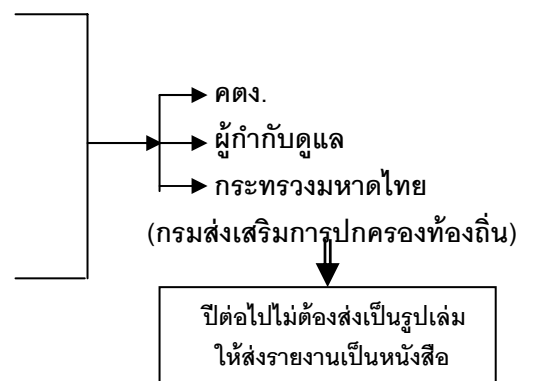 คตง.
ผู้กำกับดูแล
กระทรวงมหาดไทย
(กรมส่งเสริมการปกครองท้องถิ่น)
ปีต่อไปไม่ต้องส่งเป็นรูปเล่ม
ให้ส่งรายงานเป็นหนังสือ